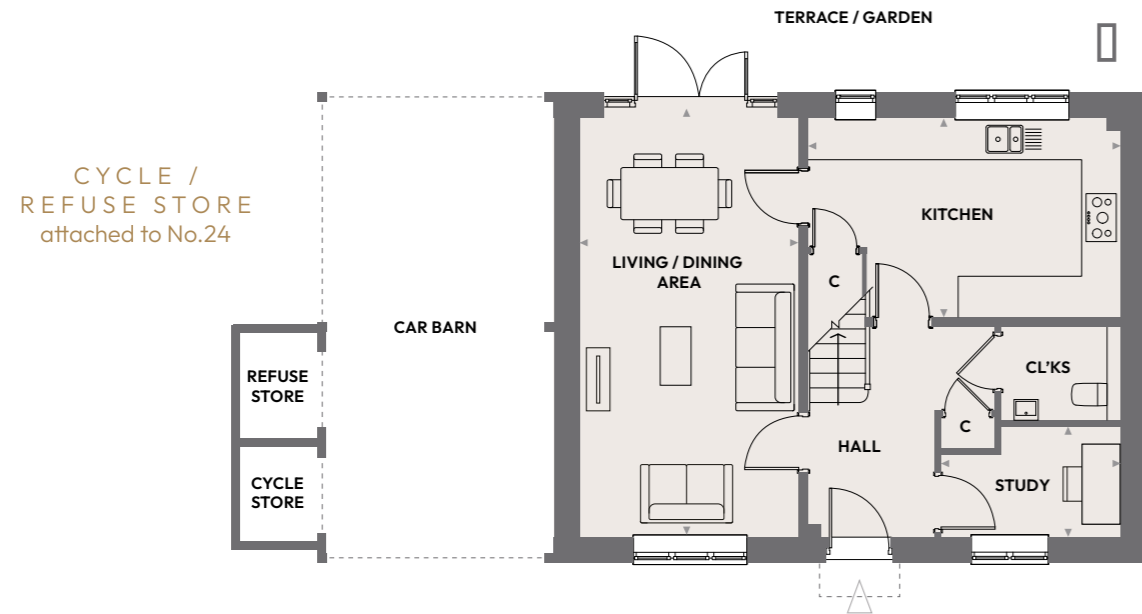 TERRACE / GARDEN
CYCLE /
REFUSE STORE
attached to No.24
KITCHEN
LIVING / DINING
AREA
C
CAR BARN
REFUSE
STORE
CL'KS
C
HALL
CYCLE
STORE
STUDY